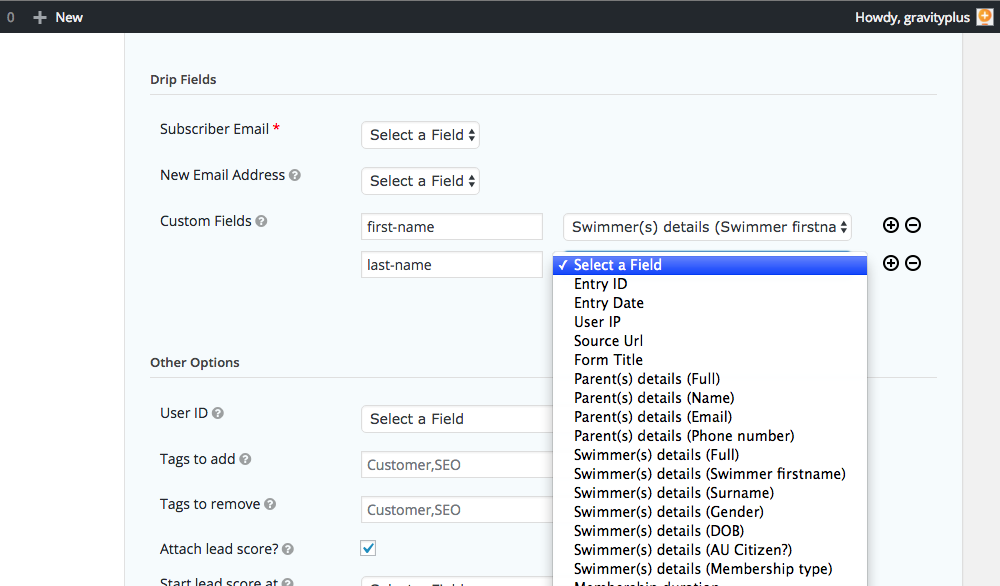 0 New Howdy, gravityplus
Drip Fields
Subscriber Email *
Select a Field
New Email Address
Select a Field
Custom Fields
first-name
Swimmer(s) details (Swimmer firstna
last-name
✓ Select a Field
Entry ID
Entry Date
User IP
Source Url
Form Title
Parent(s) details (Full)
Parent(s) details (Name)
Parent(s) details (Email)
Parent(s) details (Phone number)
Swimmer(s) details (Full)
Swimmer(s) details (Swimmer firstname)
Swimmer(s) details (Surname)
Swimmer(s) details (Gender)
Swimmer(s) details (DOB)
Swimmer(s) details (AU Citizen?)
Swimmer(s) details (Membership type)
Membership duration
Other Options
User ID
Select a Field
Tags to add
Customer,SEO
Tags to remove
Customer,SEO
Attach lead score?
Start lead score at
Select a Field